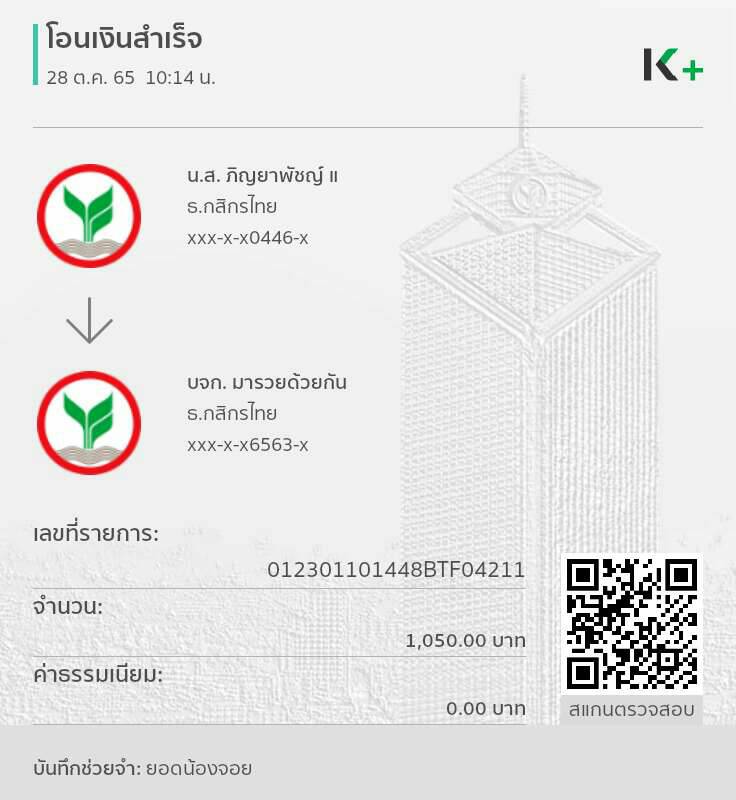 โอนเงินสำเร็จ
28 ต.ค. 65 10:14 น.
K+
น.ส. ภิญยาพัชญ์ แ
ธ.กสิกรไทย
xxx-x-x0446-x
บจก. มารวยด้วยกัน
ธ.กสิกรไทย
xxx-x-x6563-x
เลขที่รายการ:
012301101448BTF04211
จำนวน:
1,050.00 บาท
ค่าธรรมเนียม:
0.00 บาท
สแกนตรวจสอบ
บันทึกช่วยจำ: ยอดน้องจอย